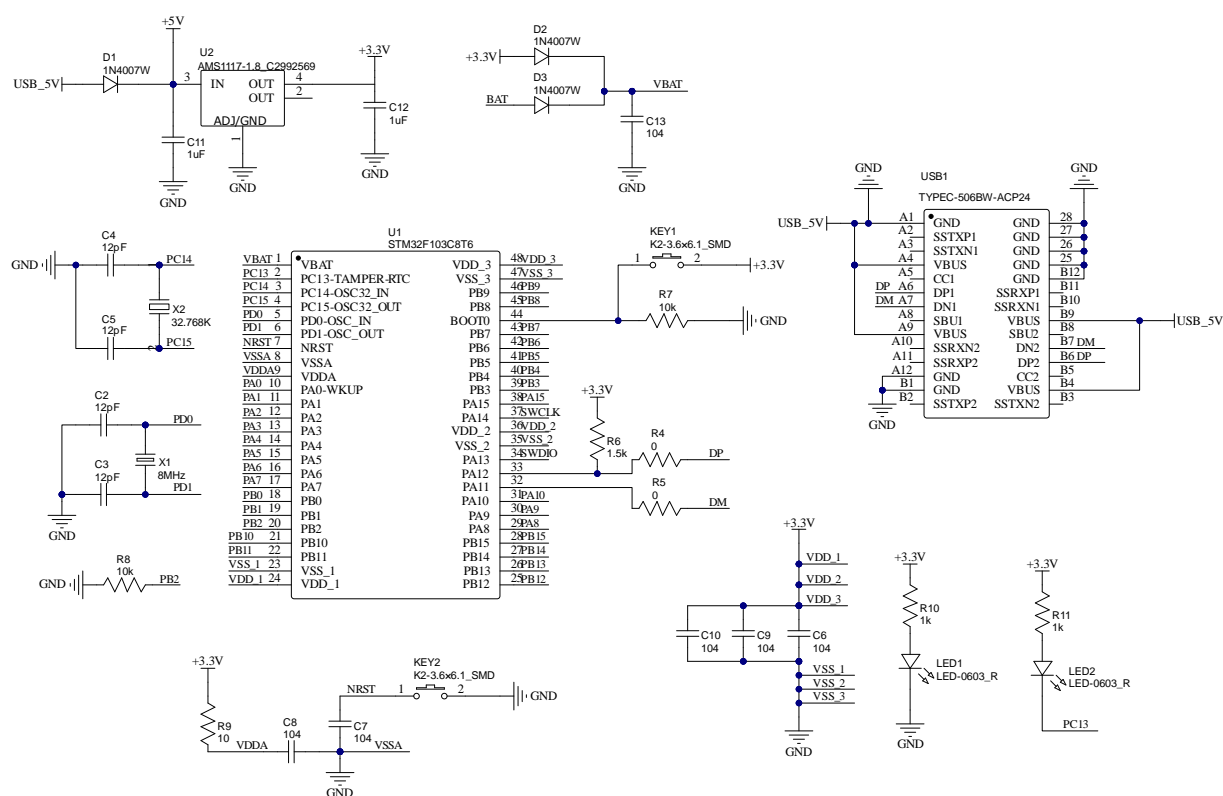 +5V
D1
1N4007W
USB_5V
U2
AMS1117-1.8_C2992569
3 IN OUT 4
OUT 2
ADJ/GND
1
+3.3V
C11
1uF
C12
1uF
GND
GND
GND
D2
1N4007W
+3.3V
D3
1N4007W
BAT
VBAT
C13
104
GND
C4
12pF
GND
PC14
X2
32.768K
C5
12pF
PC15
2
C2
12pF
PD0
X1
8MHz
C3
12pF
PD1
GND
R8
10k
GND
PB2
U1
STM32F103C8T6
VBAT 1 VBAT VDD_3 48 VDD_3
PC13 2 PC13-TAMPER-RTC VSS_3 47 VSS_3
PC14 3 PC14-OSC32_IN PB9 46 PB9
PC15 4 PC15-OSC32_OUT PB8 45 PB8
PD0 5 PD0-OSC_IN BOOT0 44
PD1 6 PD1-OSC_OUT PB7 43 PB7
NRST 7 NRST PB6 42 PB6
VSSA 8 VSSA PB5 41 PB5
VDDA 9 VDDA PB4 40 PB4
PA0 10 PA0-WKUP PB3 39 PB3
PA1 11 PA1 PA15 38 PA15
PA2 12 PA2 PA14 37 SWCLK
PA3 13 PA3 VDD_2 36 VDD_2
PA4 14 PA4 VSS_2 35 VSS_2
PA5 15 PA5 PA13 34 SWDIO
PA6 16 PA6 PA12 33
PA7 17 PA7 PA11 32
PB0 18 PB0 PA10 31 PA10
PB1 19 PB1 PA9 30 PA9
PB2 20 PB2 PA8 29 PA8
PB10 21 PB10 PB15 28 PB15
PB11 22 PB11 PB14 27 PB14
VSS_1 23 VSS_1 PB13 26 PB13
VDD_1 24 VDD_1 PB12 25 PB12
KEY1
K2-3.6×6.1_SMD
1 2
+3.3V
R7
10k
GND
+3.3V
R6
1.5k
R4
0
DP
R5
0
DM
GND
USB1
TYPEC-506BW-ACP24
GND
USB_5V
A1 GND GND 28
A2 SSTXP1 GND 27
A3 SSTXN1 GND 26
A4 VBUS GND 25
A5 CC1 GND B12
DP A6 DP1 SSRXP1 B11
DM A7 DN1 SSRXN1 B10
A8 SBU1 VBUS B9
A9 VBUS SBU2 B8
A10 SSRXN2 DN2 B7 DM
A11 SSRXP2 DP2 B6 DP
A12 GND CC2 B5
B1 GND VBUS B4
B2 SSTXP2 SSTXN2 B3
USB_5V
GND
+3.3V
VDD_1
VDD_2
VDD_3
C10
104
C9
104
C6
104
VSS_1
VSS_2
VSS_3
GND
+3.3V
R10
1k
LED1
LED-0603_R
GND
+3.3V
R11
1k
LED2
LED-0603_R
PC13
+3.3V
R9
10
VDDA
C8
104
NRST
C7
104
VSSA
KEY2
K2-3.6×6.1_SMD
1 2
GND
GND